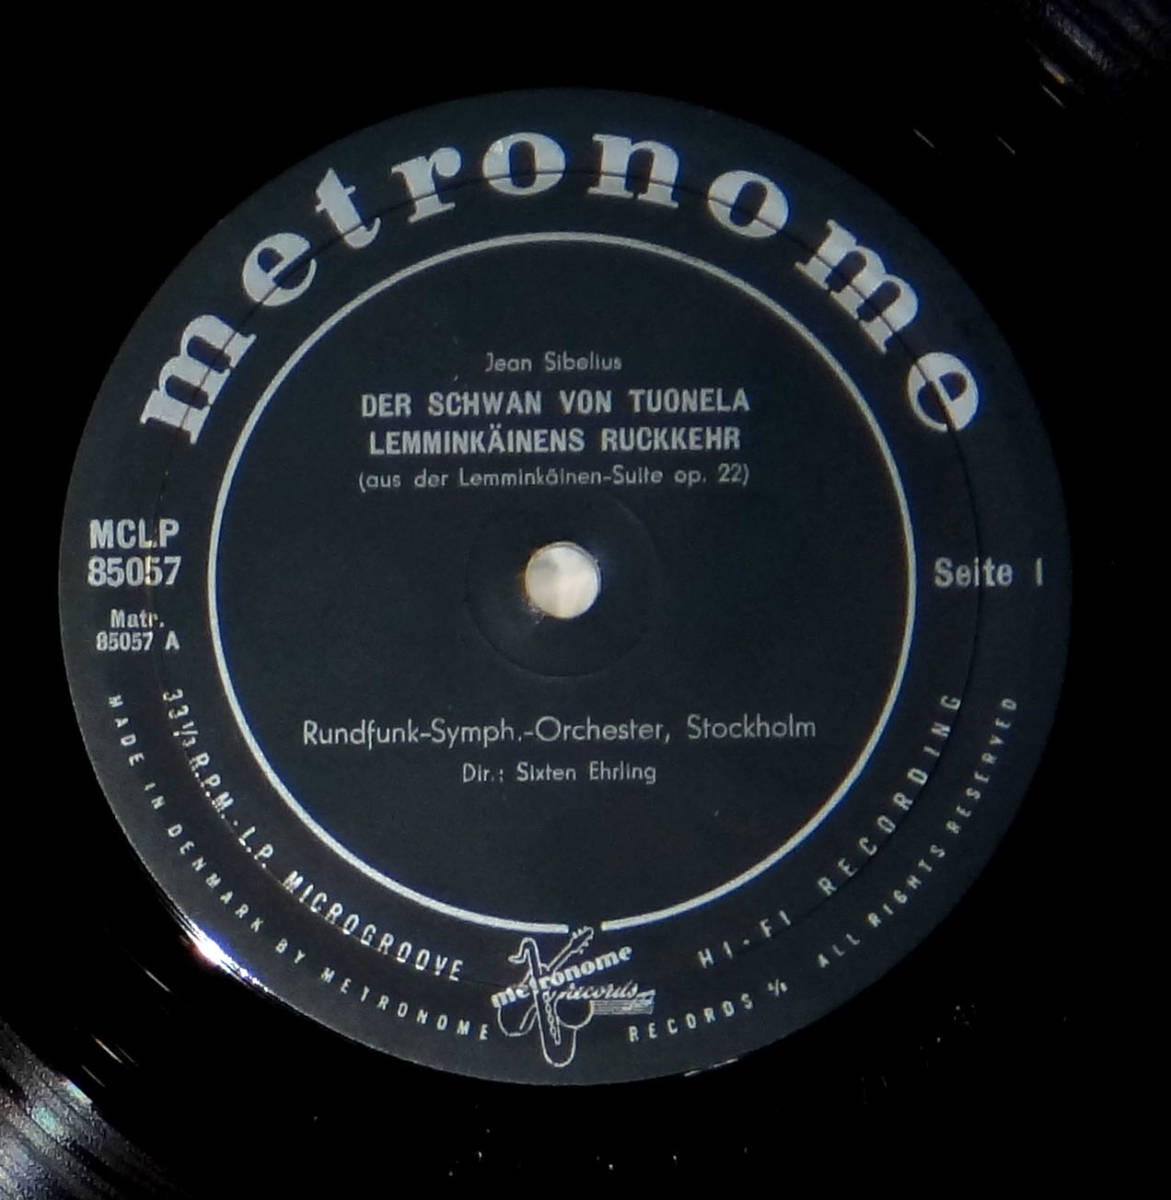 metronome
Jean Sibelius
DER SCHWAN VON TUONELA
LEMMINKÄINENS RUCKKEHR
(aus der Lemminkäinen-Suite op. 22)
MCLP
85057
Matr.
85057 A
Seite 1
Rundfunk-Symph.-Orchester, Stockholm
Dir.: Sixten Ehrling
33 1/3 R.P.M. - L.P. MICROGROOVE
HI-FI RECORDING
metronome
records
MADE IN DENMARK BY METRONOME RECORDS A/S ALL RIGHTS RESERVED